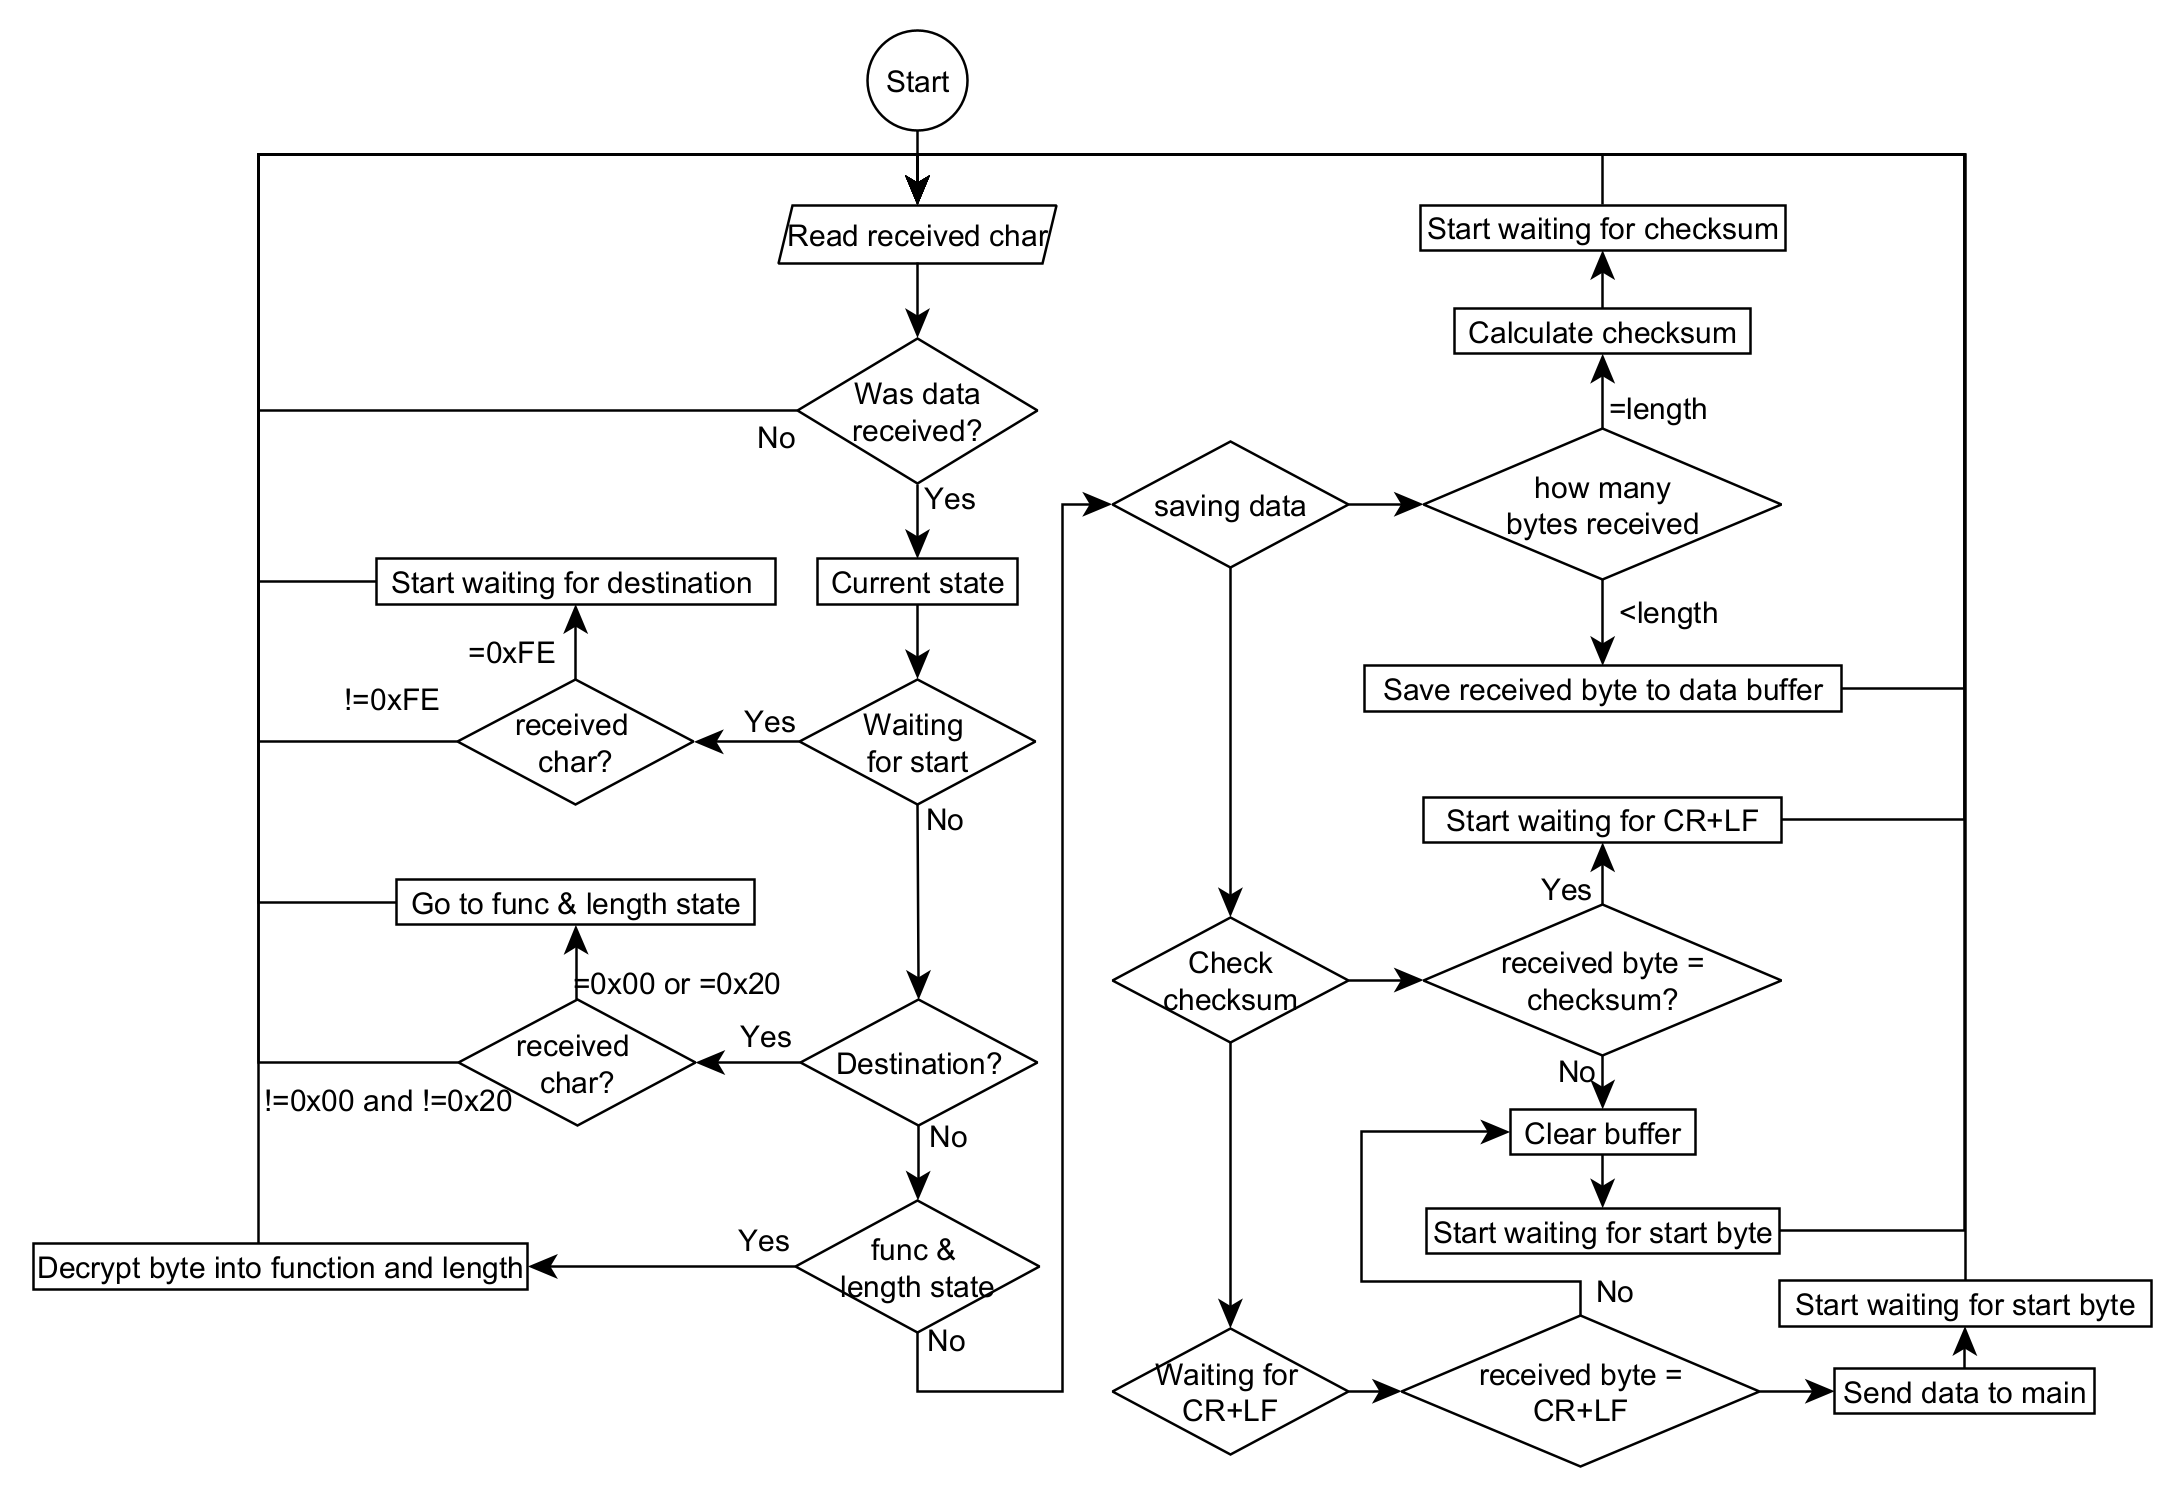 Start
Read received char
Was data
received?
No
Yes
Current state
Start waiting for destination
=0xFE
!=0xFE
received
char?
Yes
Waiting
for start
No
Go to func & length state
=0x00 or =0x20
received
char?
!=0x00 and !=0x20
Yes
Destination?
No
Decrypt byte into function and length
Yes
func &
length state
No
Start waiting for checksum
Calculate checksum
=length
saving data
how many
bytes received
<length
Save received byte to data buffer
Start waiting for CR+LF
Yes
Check
checksum
received byte =
checksum?
No
Clear buffer
Start waiting for start byte
No
Start waiting for start byte
Waiting for
CR+LF
received byte =
CR+LF
Send data to main